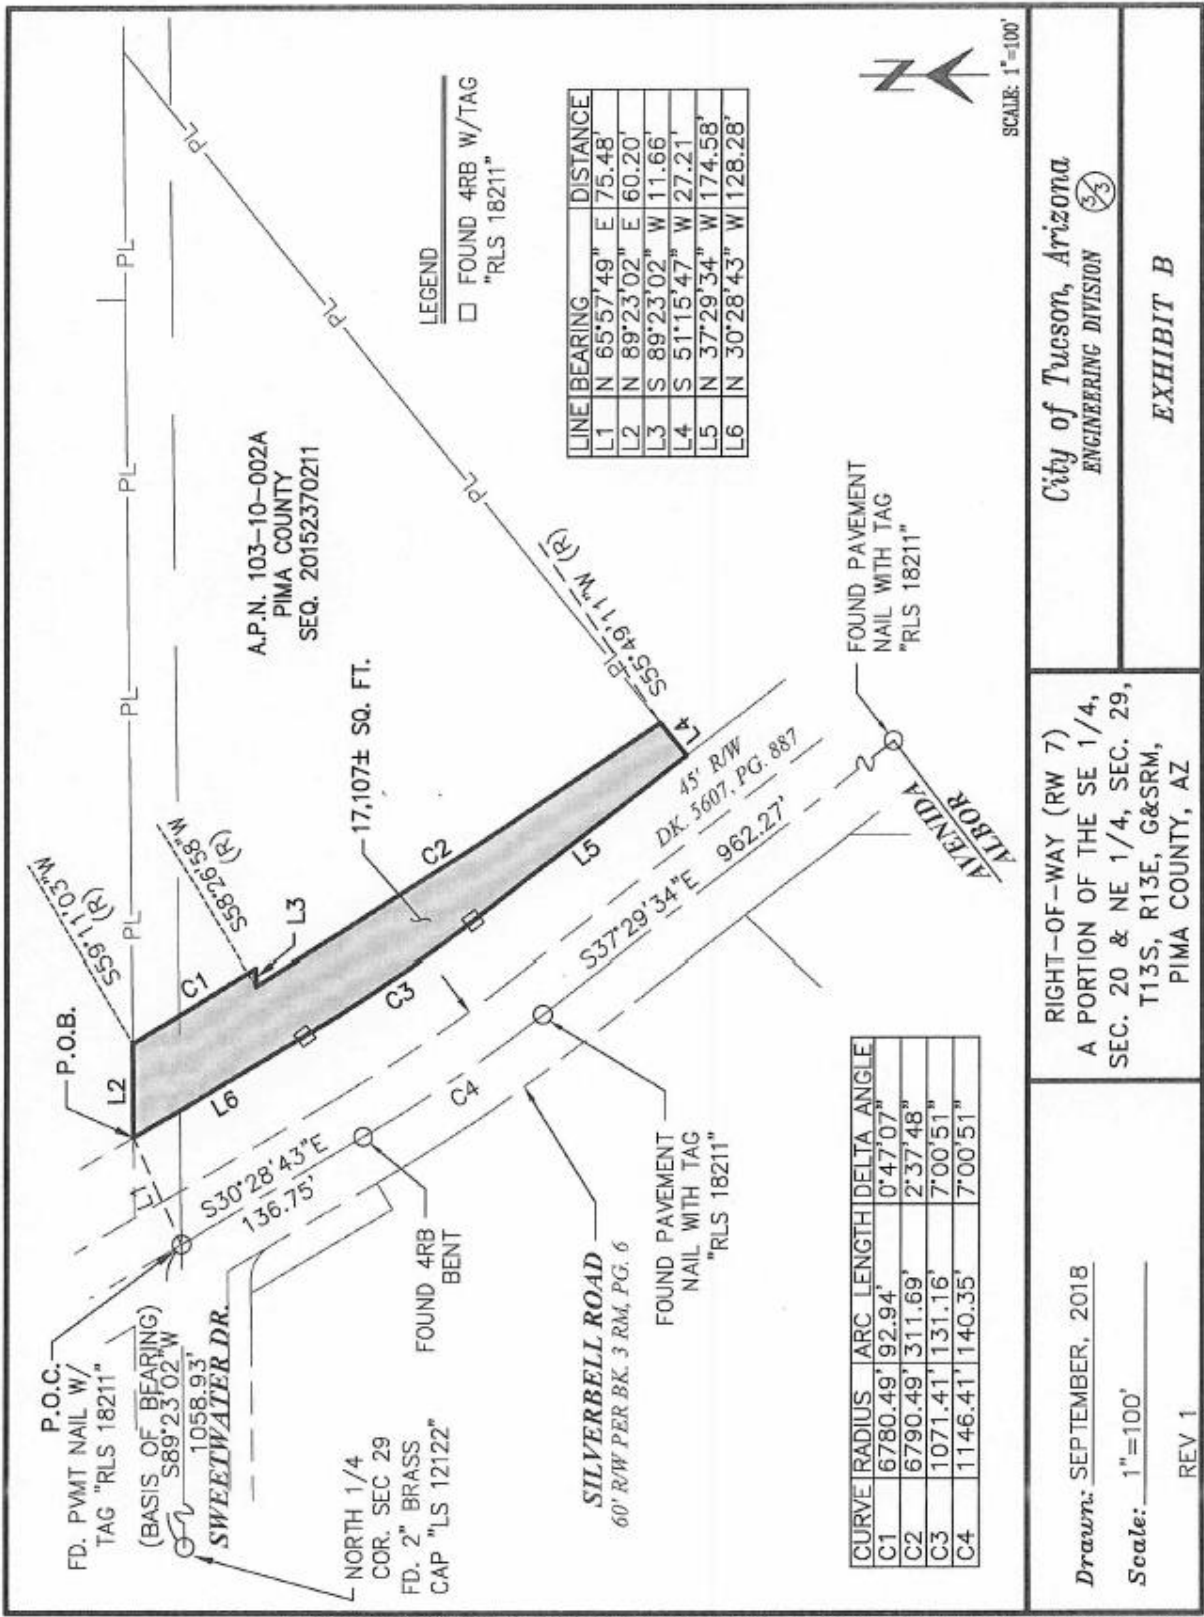 P.O.C.
FD. PVMT NAIL W/
TAG "RLS 18211"
(BASIS OF BEARING)
S89°23'02"W
1058.93'
SWEETWATER DR.
NORTH 1/4
COR. SEC 29
FD. 2" BRASS
CAP "LS 12122"
P.O.B.
L1
L2
S59°11'03"W
(R)
C1
S58°26'58"W
(R)
L3
PL
PL
PL
PL
L6
S30°28'43"E
136.75'
FOUND 4RB
BENT
C3
C4
C2
17,107± SQ. FT.
A.P.N. 103-10-002A
PIMA COUNTY
SEQ. 20152370211
PL
PL
PL
PL
S55°49'11"W (R)
L4
L5
45' R/W
DK. 5607, PG. 887
S37°29'34"E 962.27'
AVENIDA
ALBOR
FOUND PAVEMENT
NAIL WITH TAG
"RLS 18211"
FOUND PAVEMENT
NAIL WITH TAG
"RLS 18211"
SILVERBELL ROAD
60' R/W PER BK. 3 RM, PG. 6
LEGEND
□ FOUND 4RB W/TAG
"RLS 18211"
LINE BEARING DISTANCE
L1 N 65°57'49" E 75.48'
L2 N 89°23'02" E 60.20'
L3 S 89°23'02" W 11.66'
L4 S 51°15'47" W 27.21'
L5 N 37°29'34" W 174.58'
L6 N 30°28'43" W 128.28'
CURVE RADIUS ARC LENGTH DELTA ANGLE
C1 6780.49' 92.94' 0°47'07"
C2 6790.49' 311.69' 2°37'48"
C3 1071.41' 131.16' 7°00'51"
C4 1146.41' 140.35' 7°00'51"
N
SCALE: 1"=100'
Drawn: SEPTEMBER, 2018
Scale: 1"=100'
REV 1
RIGHT-OF-WAY (RW 7)
A PORTION OF THE SE 1/4,
SEC. 20 & NE 1/4, SEC. 29,
T13S, R13E, G&SRM,
PIMA COUNTY, AZ
City of Tucson, Arizona
ENGINEERING DIVISION 3/3
EXHIBIT B